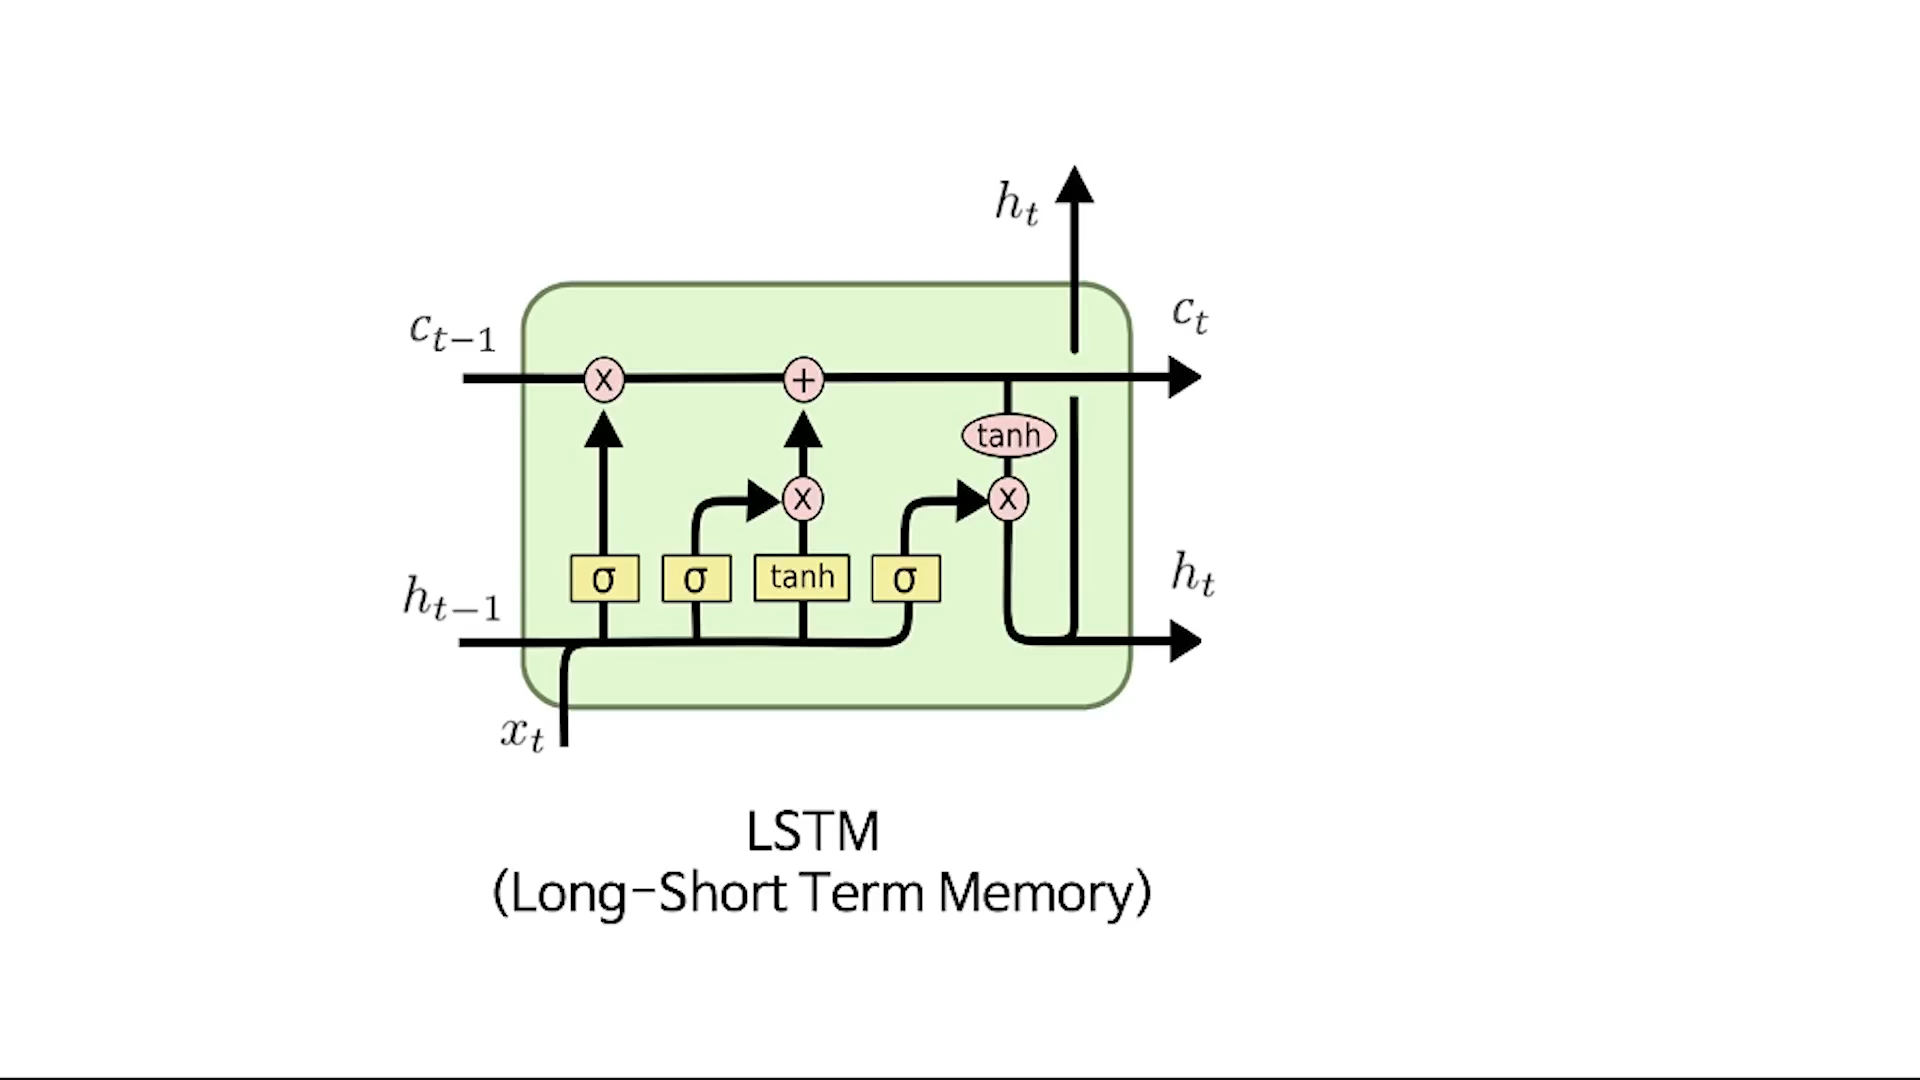 h_t
c_{t-1}
c_t
x
+
tanh
x
x
σ
σ
tanh
σ
h_{t-1}
h_t
x_t
LSTM
(Long-Short Term Memory)